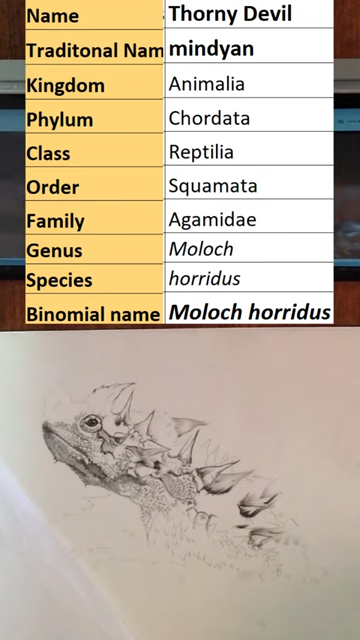 Name Thorny Devil
Traditonal Nam mindyan
Kingdom Animalia
Phylum Chordata
Class Reptilia
Order Squamata
Family Agamidae
Genus Moloch
Species horridus
Binomial name Moloch horridus